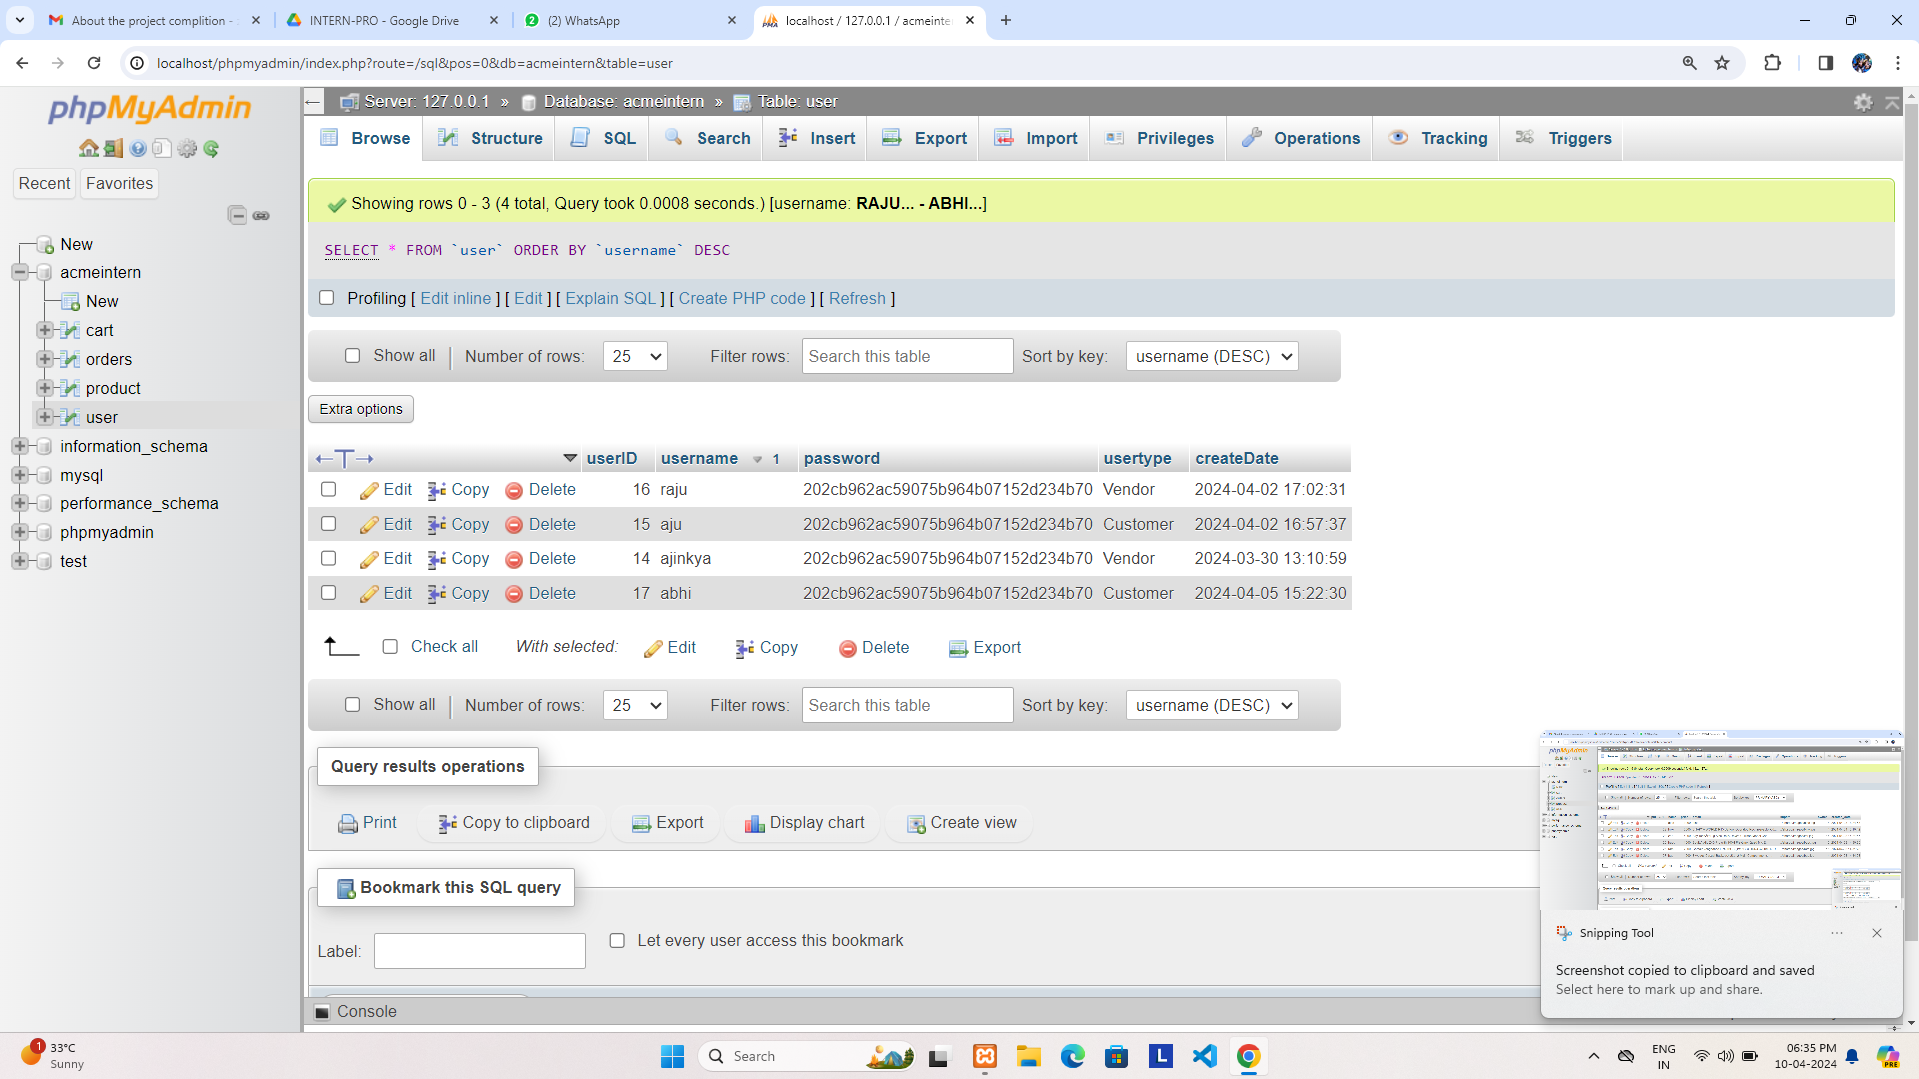 About the project complition -
INTERN-PRO - Google Drive
(2) WhatsApp
localhost / 127.0.0.1 / acmeintern
localhost/phpmyadmin/index.php?route=/sql&pos=0&db=acmeintern&table=user
phpMyAdmin
Recent Favorites
New
acmeintern
New
cart
orders
product
user
information_schema
mysql
performance_schema
phpmyadmin
test
Server: 127.0.0.1 » Database: acmeintern » Table: user
Browse Structure SQL Search Insert Export Import Privileges Operations Tracking Triggers
Showing rows 0 - 3 (4 total, Query took 0.0008 seconds.) [username: RAJU... - ABHI...]
SELECT * FROM `user` ORDER BY `username` DESC
Profiling [ Edit inline ] [ Edit ] [ Explain SQL ] [ Create PHP code ] [ Refresh ]
Show all Number of rows: 25 Filter rows: Search this table Sort by key: username (DESC)
Extra options
userID username 1 password usertype createDate
Edit Copy Delete 16 raju 202cb962ac59075b964b07152d234b70 Vendor 2024-04-02 17:02:31
Edit Copy Delete 15 aju 202cb962ac59075b964b07152d234b70 Customer 2024-04-02 16:57:37
Edit Copy Delete 14 ajinkya 202cb962ac59075b964b07152d234b70 Vendor 2024-03-30 13:10:59
Edit Copy Delete 17 abhi 202cb962ac59075b964b07152d234b70 Customer 2024-04-05 15:22:30
Check all With selected: Edit Copy Delete Export
Show all Number of rows: 25 Filter rows: Search this table Sort by key: username (DESC)
Query results operations
Print Copy to clipboard Export Display chart Create view
Bookmark this SQL query
Label: Let every user access this bookmark
Console
phpMyAdmin
Snipping Tool
Screenshot copied to clipboard and saved
Select here to mark up and share.
1
33°C
Sunny
Search
L
ENG
IN
06:35 PM
10-04-2024
PRE